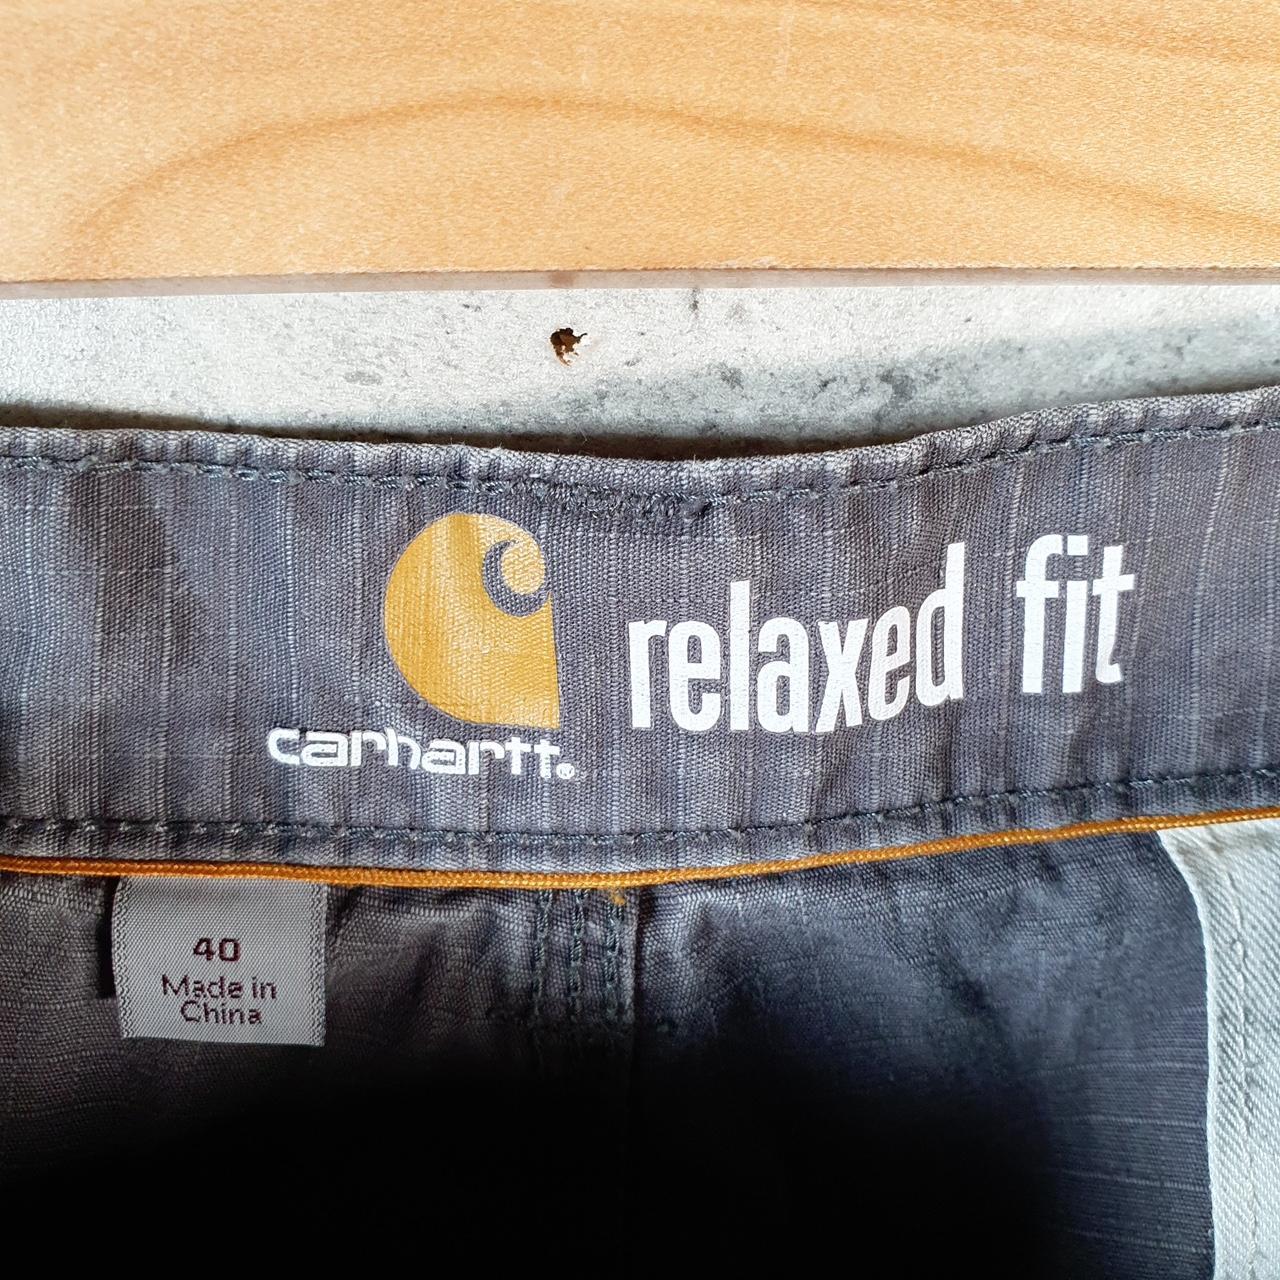 relaxed fit
carhartt®
40
Made in
China